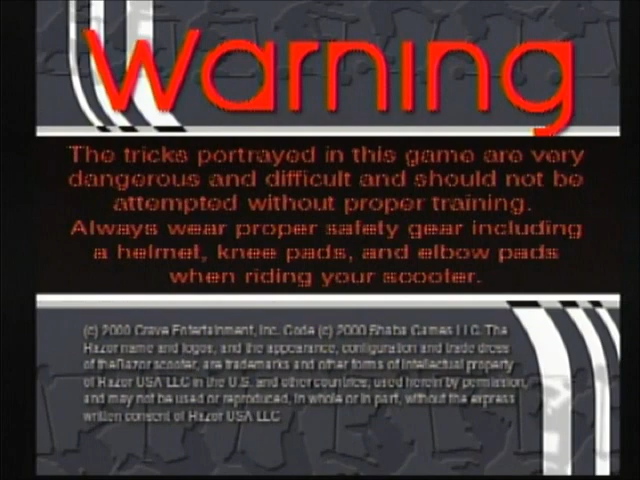 Warning
The tricks portrayed in this game are very
dangerous and difficult and should not be
attempted without proper training.
Always wear proper safety gear including
a helmet, knee pads, and elbow pads
when riding your scooter.
(c) 2000 Crave Entertainment, Inc. Code (c) 2000 Shaba Games LLC. The
Razor name and logos, and the appearance, configuration and trade dress
of the Razor scooter, are trademarks and other forms of intellectual property
of Razor USA LLC in the U.S. and other countries, used herein by permission,
and may not be used or reproduced, in whole or in part, without the express
written consent of Razor USA LLC